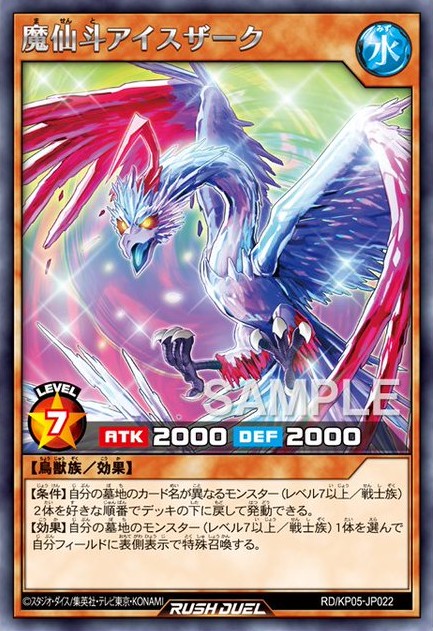 魔仙斗アイスザーク
水
LEVEL
7
ATK 2000 DEF 2000
SAMPLE
【鳥獣族／効果】
【条件】自分の墓地のカード名が異なるモンスター（レベル7以上／戦士族）
2体を好きな順番でデッキの下に戻して発動できる。
【効果】自分の墓地のモンスター（レベル7以上／戦士族）1体を選んで
自分フィールドに表側表示で特殊召喚する。
©スタジオ・ダイス/集英社・テレビ東京・KONAMI
RUSH DUEL
RD/KP05-JP022